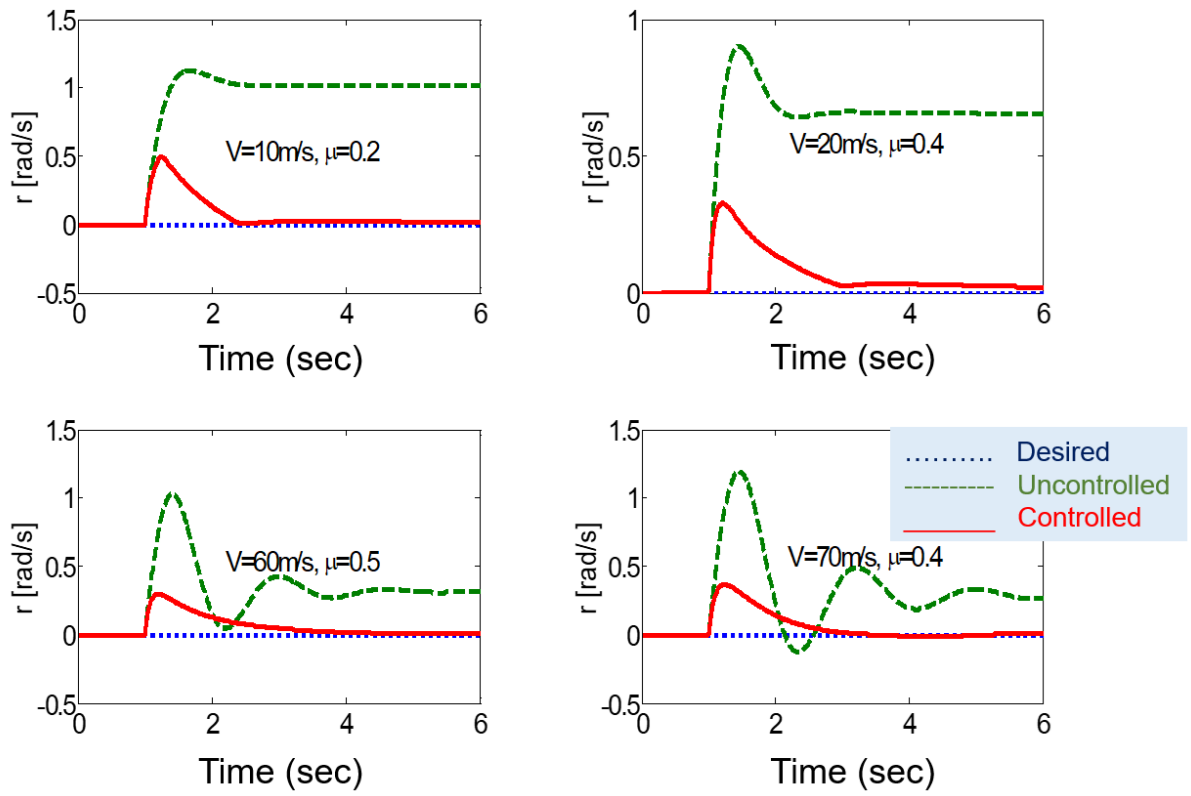 1.5
1
0.5
0
-0.5
r [rad/s]
V=10m/s, μ=0.2
0 2 4 6
Time (sec)
1
0.5
0
r [rad/s]
V=20m/s, μ=0.4
0 2 4 6
Time (sec)
1.5
1
0.5
0
-0.5
r [rad/s]
V=60m/s, μ=0.5
0 2 4 6
Time (sec)
1.5
1
0.5
0
-0.5
r [rad/s]
V=70m/s, μ=0.4
0 2 4 6
Time (sec)
Desired
Uncontrolled
Controlled